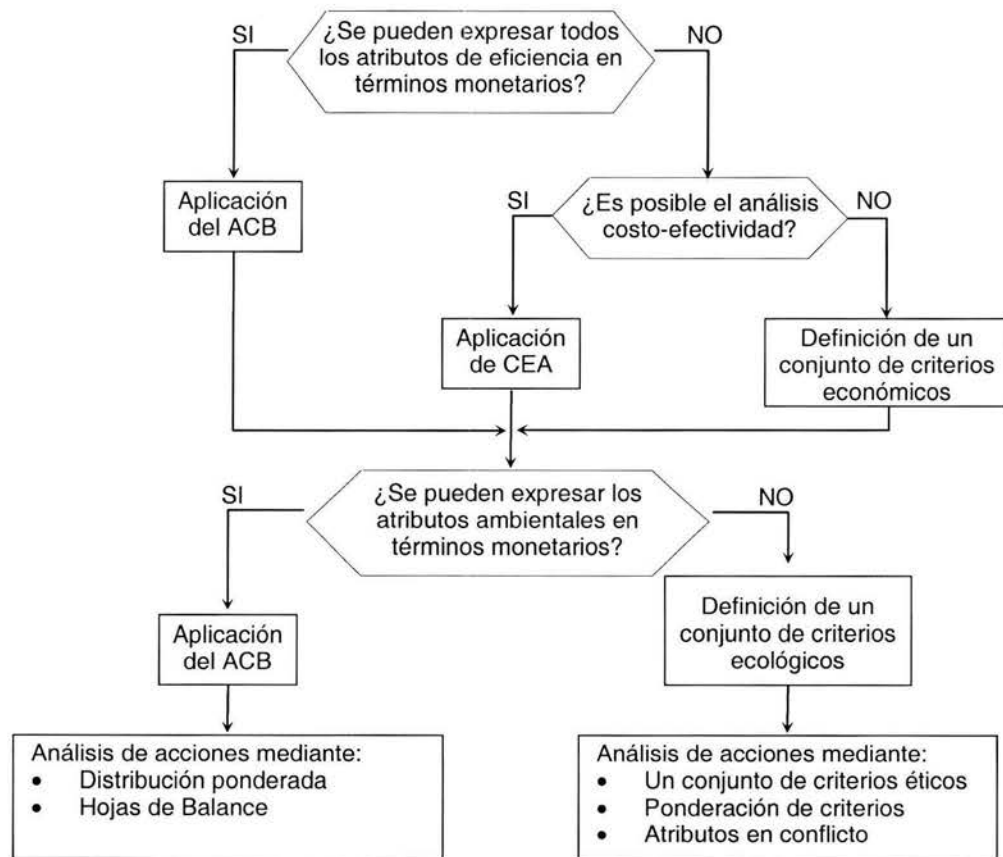 ¿Se pueden expresar todos
los atributos de eficiencia en
términos monetarios?
SI
NO
Aplicación
del ACB
¿Es posible el análisis
costo-efectividad?
SI
NO
Aplicación
de CEA
Definición de un
conjunto de criterios
económicos
¿Se pueden expresar los
atributos ambientales en
términos monetarios?
SI
NO
Aplicación
del ACB
Definición de un
conjunto de criterios
ecológicos
Análisis de acciones mediante:
• Distribución ponderada
• Hojas de Balance
Análisis de acciones mediante:
• Un conjunto de criterios éticos
• Ponderación de criterios
• Atributos en conflicto